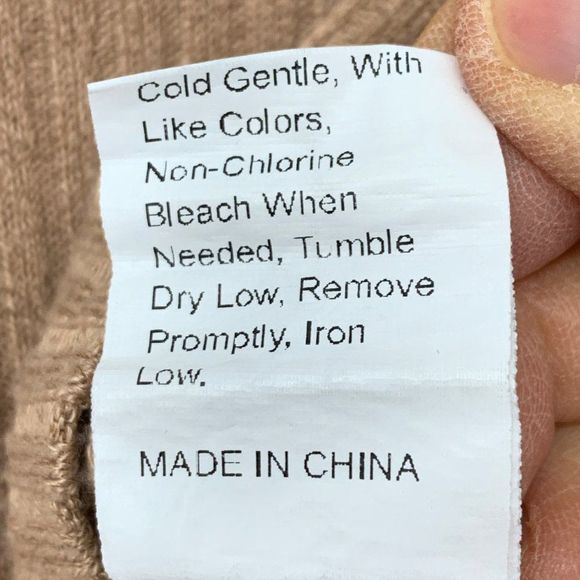 Cold Gentle, With
Like Colors,
Non-Chlorine
Bleach When
Needed, Tumble
Dry Low, Remove
Promptly, Iron
Low.
MADE IN CHINA